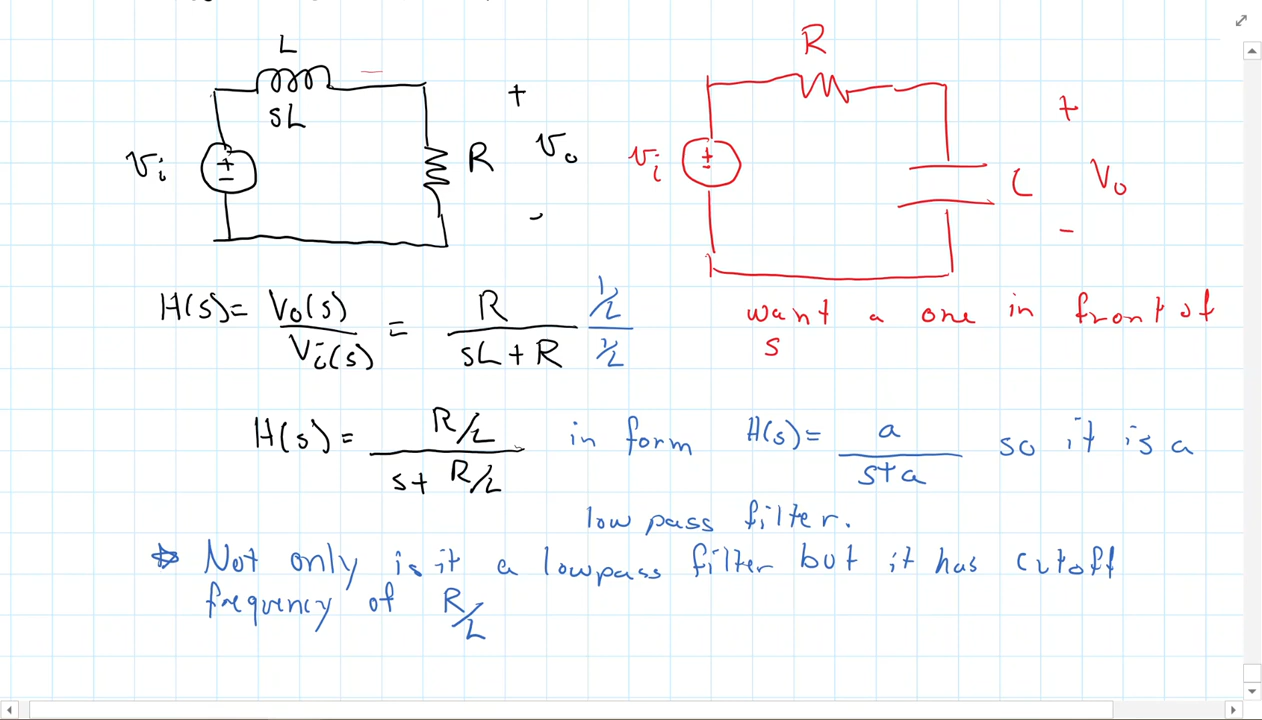 L
sL
+
Vi
+
-
R
Vo
-
R
Vi
+
-
C
+
Vo
-
H(s)= Vo(s)/Vi(s) = R/(sL+R) (1/L)/(1/L)
want a one in front of
s
H(s)= (R/L)/(s+R/L) in form H(s)= a/(s+a) so it is a
low pass filter.
☆ Not only is it a lowpass filter but it has cutoff
frequency of R/L